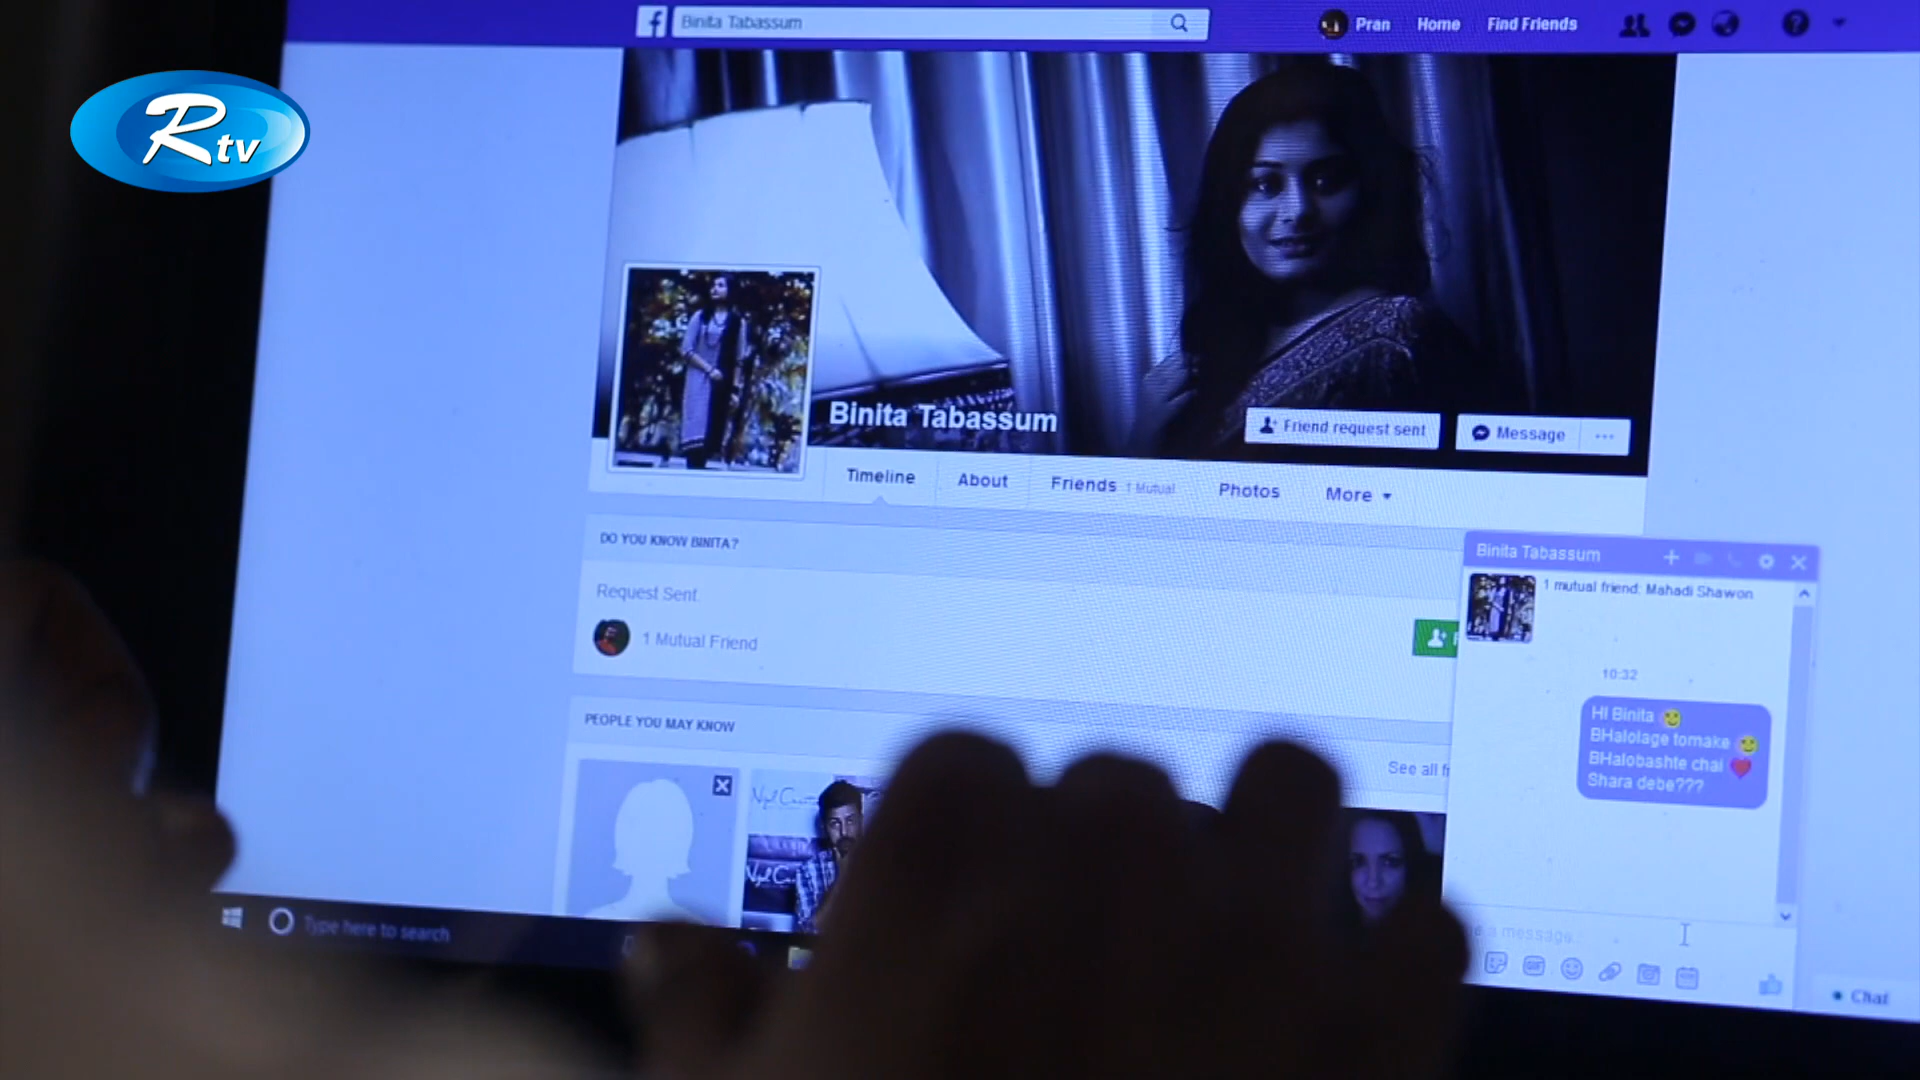 Binita Tabassum
Pran Home Find Friends
Rtv
Binita Tabassum
Friend request sent
Message
Timeline About Friends 1 Mutual Photos More
DO YOU KNOW BINITA?
Request Sent.
1 Mutual Friend
PEOPLE YOU MAY KNOW
See all
Binita Tabassum
1 mutual friend: Mahadi Shawon
10:32
HI Binita
BHalolage tomake
BHalobashte chai
Shara debe???
a message...
GIF
Chat
Type here to search